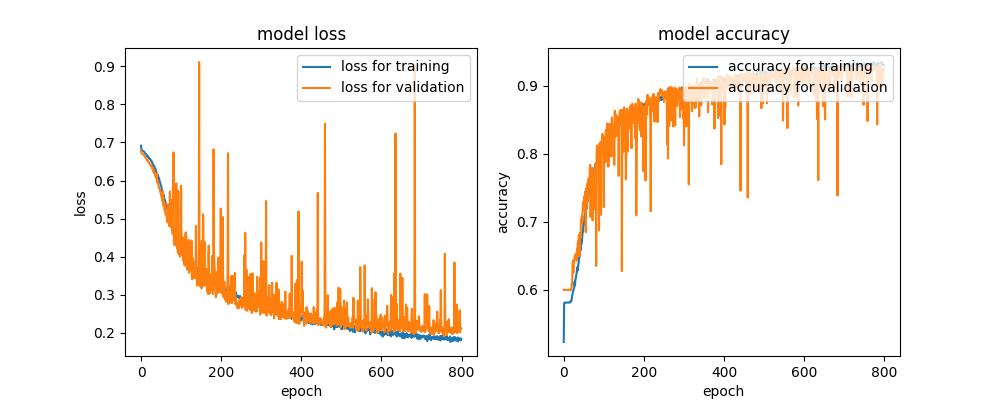 model loss
loss for training
loss for validation
0.9
0.8
0.7
0.6
0.5
0.4
0.3
0.2
loss
0
200
400
600
800
epoch
model accuracy
accuracy for training
accuracy for validation
0.9
0.8
0.7
0.6
accuracy
0
200
400
600
800
epoch